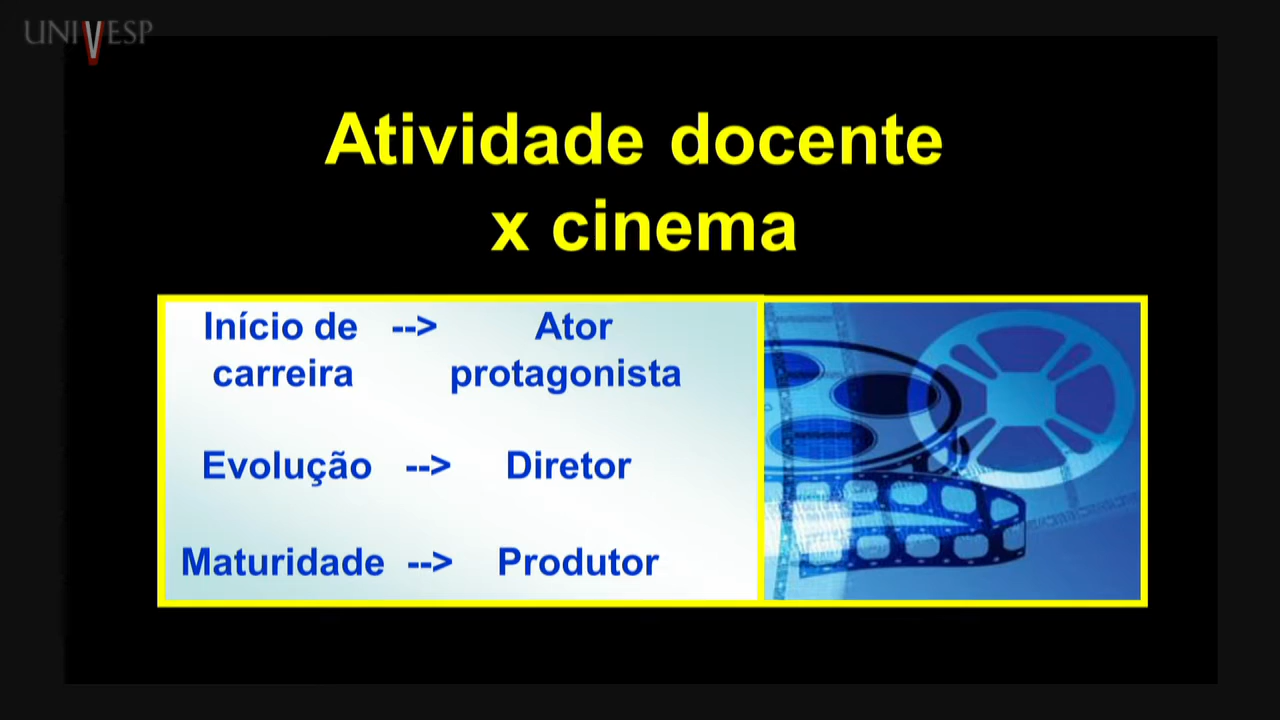 UNIVESP
Atividade docente
x cinema
Início de --> Ator
carreira protagonista
Evolução --> Diretor
Maturidade --> Produtor